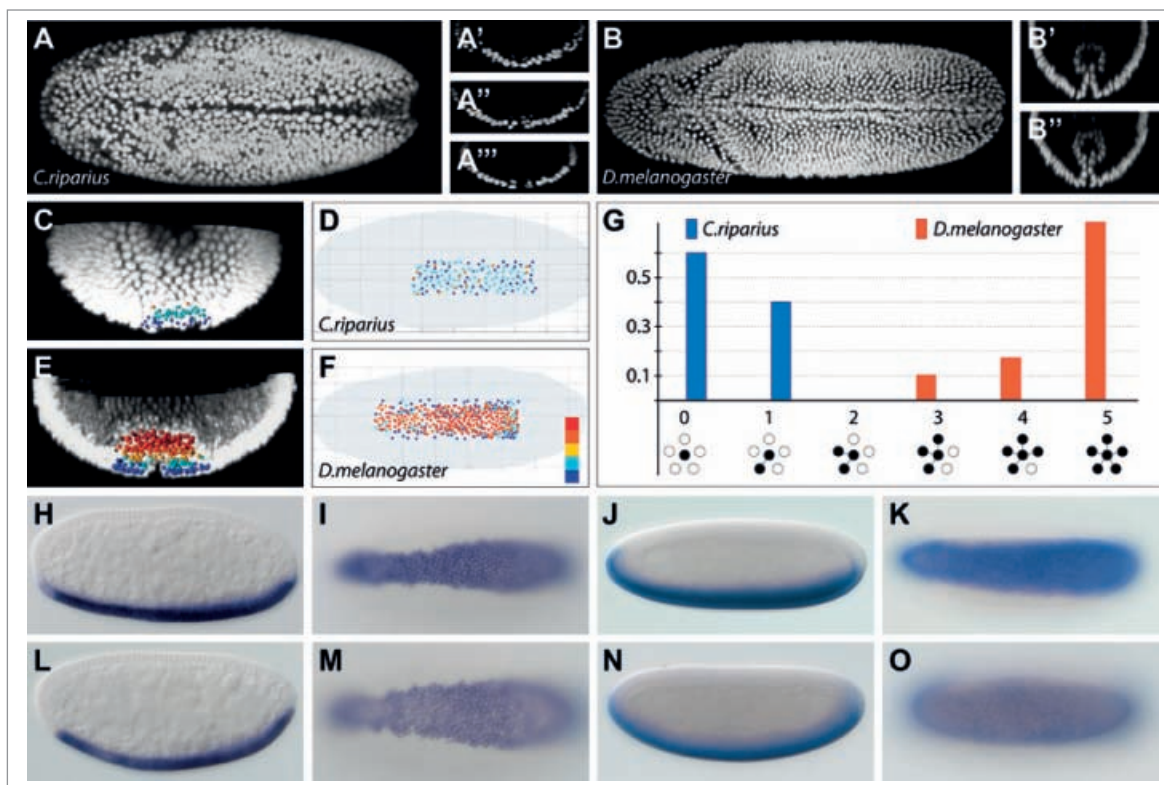 A
A'
A''
A'''
C.riparius
B
B'
B''
D.melanogaster
C
D
C.riparius
E
F
D.melanogaster
G
C.riparius
D.melanogaster
0.5
0.3
0.1
0 1 2 3 4 5
H
I
J
K
L
M
N
O